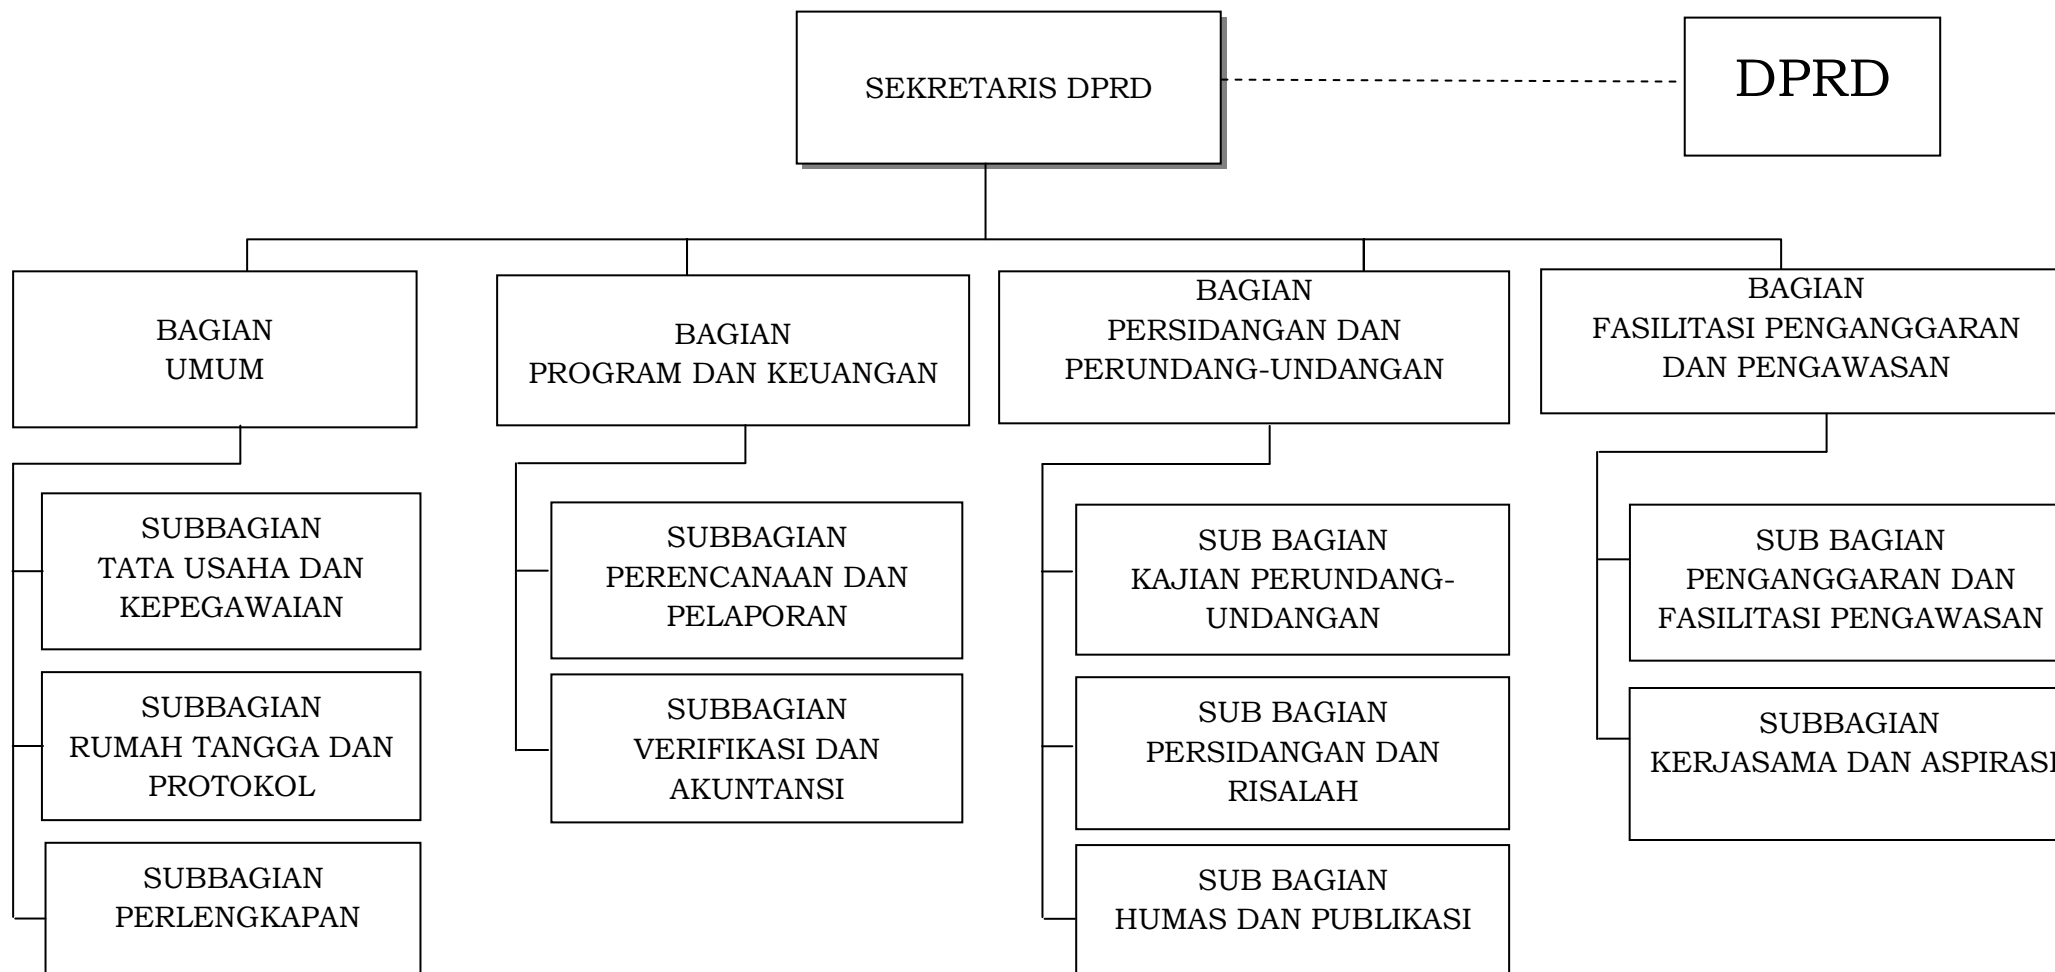 SEKRETARIS DPRD
DPRD
BAGIAN
UMUM
BAGIAN
PROGRAM DAN KEUANGAN
BAGIAN
PERSIDANGAN DAN
PERUNDANG-UNDANGAN
BAGIAN
FASILITASI PENGANGGARAN
DAN PENGAWASAN
SUBBAGIAN
TATA USAHA DAN
KEPEGAWAIAN
SUBBAGIAN
RUMAH TANGGA DAN
PROTOKOL
SUBBAGIAN
PERLENGKAPAN
SUBBAGIAN
PERENCANAAN DAN
PELAPORAN
SUBBAGIAN
VERIFIKASI DAN
AKUNTANSI
SUB BAGIAN
KAJIAN PERUNDANG-
UNDANGAN
SUB BAGIAN
PERSIDANGAN DAN
RISALAH
SUB BAGIAN
HUMAS DAN PUBLIKASI
SUB BAGIAN
PENGANGGARAN DAN
FASILITASI PENGAWASAN
SUBBAGIAN
KERJASAMA DAN ASPIRASI